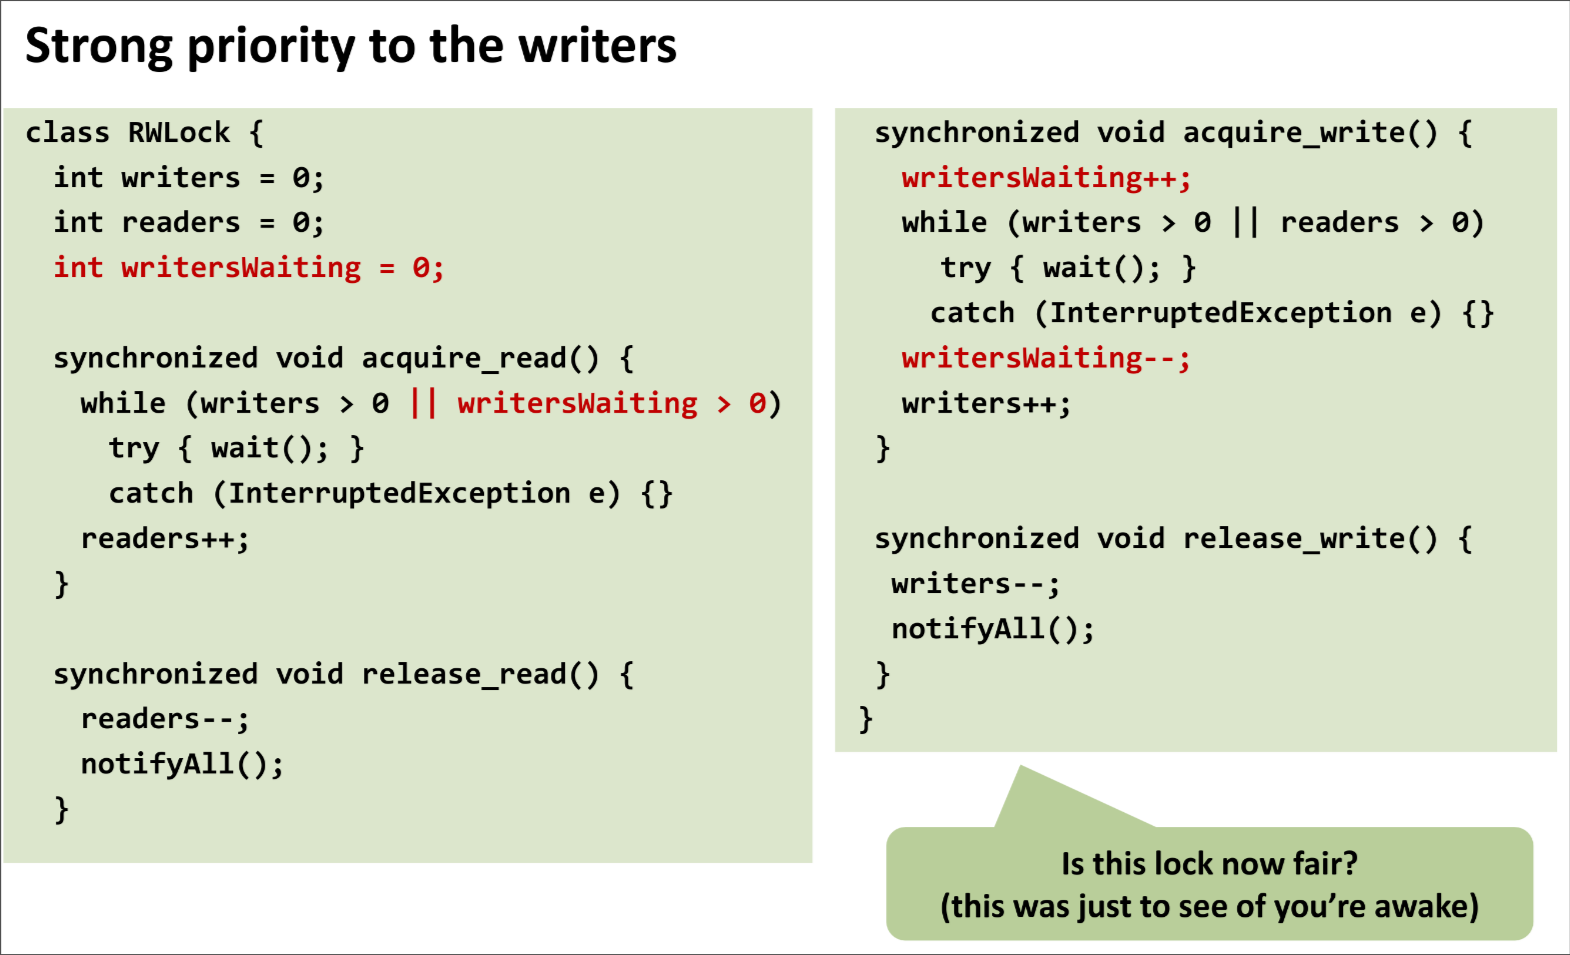 Strong priority to the writers
class RWLock {
int writers = 0;
int readers = 0;
int writersWaiting = 0;
synchronized void acquire_read() {
while (writers > 0 || writersWaiting > 0)
try { wait(); }
catch (InterruptedException e) {}
readers++;
}
synchronized void release_read() {
readers--;
notifyAll();
}
synchronized void acquire_write() {
writersWaiting++;
while (writers > 0 || readers > 0)
try { wait(); }
catch (InterruptedException e) {}
writersWaiting--;
writers++;
}
synchronized void release_write() {
writers--;
notifyAll();
}
}
Is this lock now fair?
(this was just to see of you're awake)